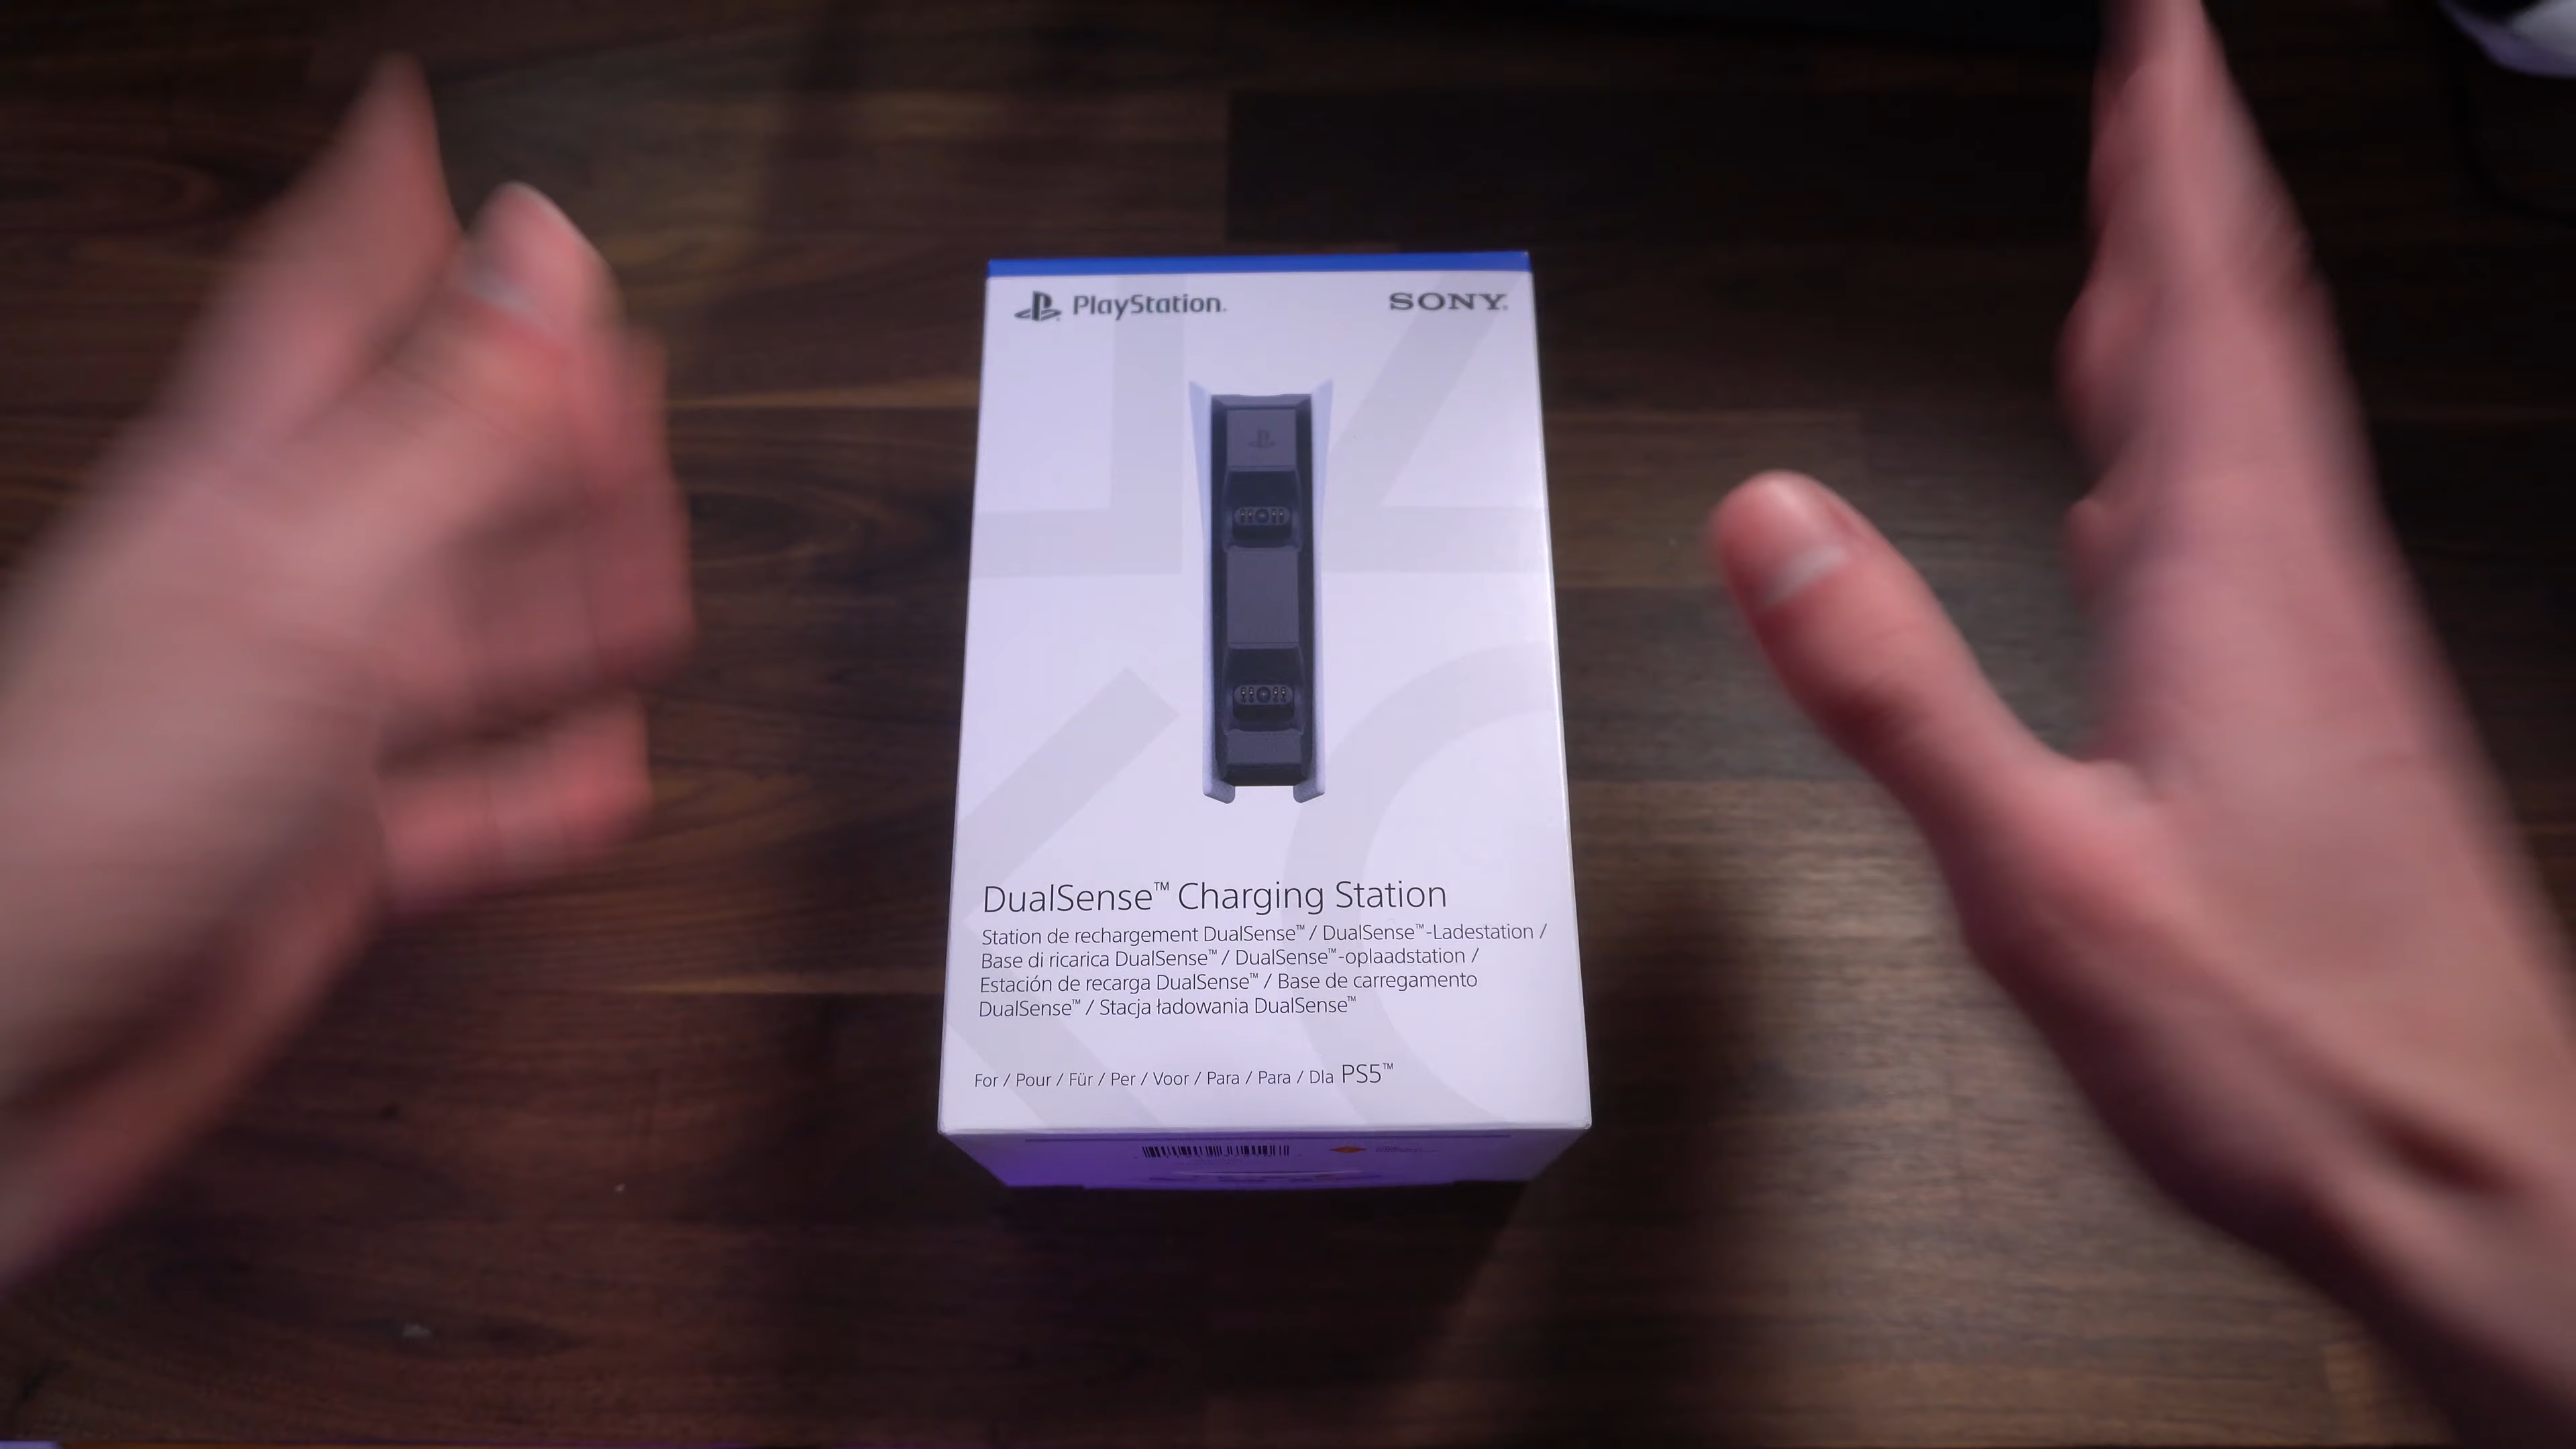 PlayStation.
SONY.
DualSense™ Charging Station
Station de rechargement DualSense™ / DualSense™-Ladestation /
Base di ricarica DualSense™ / DualSense™-oplaadstation /
Estación de recarga DualSense™ / Base de carregamento
DualSense™ / Stacja ładowania DualSense™
For / Pour / Für / Per / Voor / Para / Para / Dla PS5™